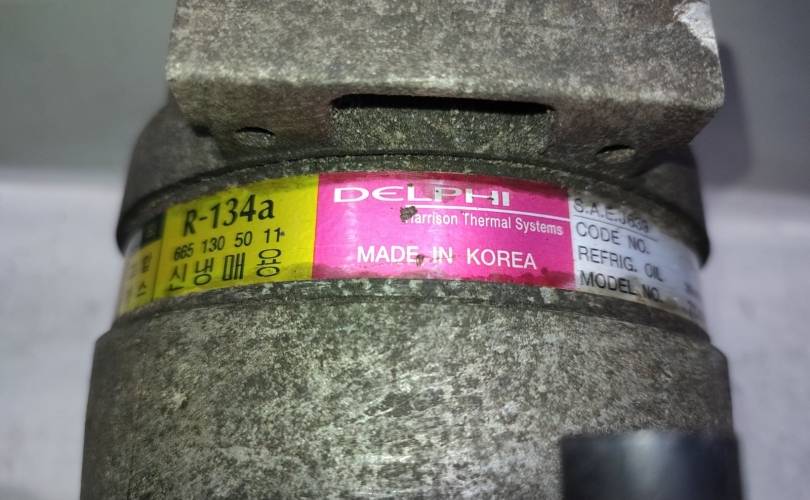 R-134a
665 130 50 11
신냉매용
DELPHI
Harrison Thermal Systems
MADE IN KOREA
S.A.E.J639
CODE NO.
REFRIG. OIL
MODEL NO.